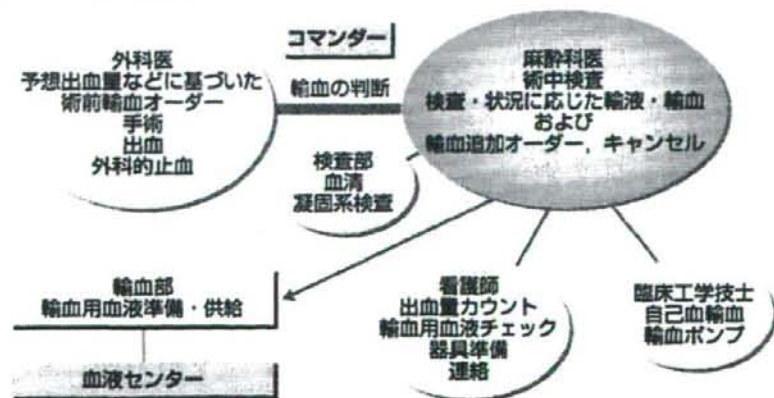 コマンダー
外科医
予想出血量などに基づいた
術前輸血オーダー
手術
出血
外科的止血
輸血の判断
麻酔科医
術中検査
検査・状況に応じた輸液・輸血
および
輸血追加オーダー，キャンセル
検査部
血清
凝固系検査
輸血部
輸血用血液準備・供給
血液センター
看護師
出血量カウント
輸血用血液チェック
器具準備
連絡
臨床工学技士
自己血輸血
輸血ポンプ